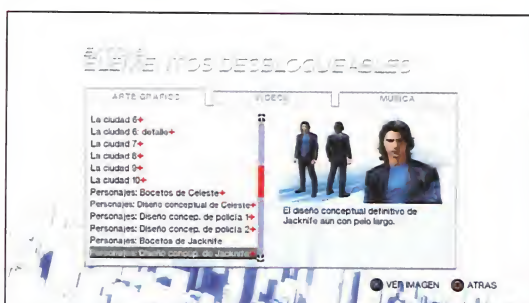 ELEMENTOS DESBLOQUEABLES
ARTE GRÁFICO
VIDEOS
MUSICA
La ciudad 6+
La ciudad 6: detalle+
La ciudad 7+
La ciudad 8+
La ciudad 9+
La ciudad 10+
Personajes: Bocetos de Celeste+
Personajes: Diseño conceptual de Celeste+
Personajes: Diseño concep. de policía 1+
Personajes: Diseño concep. de policía 2+
Personajes: Bocetos de Jacknife
Personajes: Diseño concep. de Jacknife+
El diseño conceptual definitivo de
Jacknife aun con pelo largo.
VER IMAGEN
ATRAS